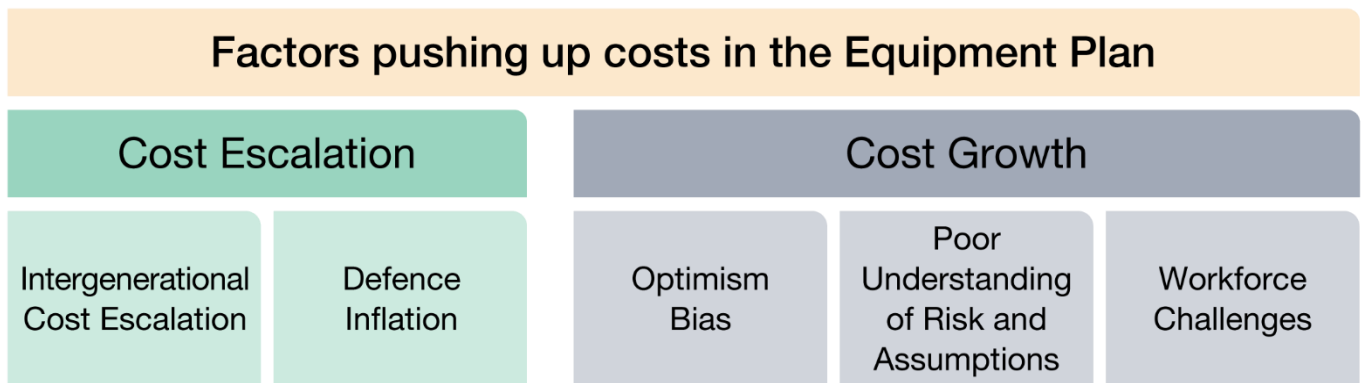 Factors pushing up costs in the Equipment Plan
Cost Escalation
Cost Growth
Intergenerational
Cost Escalation
Defence
Inflation
Optimism
Bias
Poor
Understanding
of Risk and
Assumptions
Workforce
Challenges